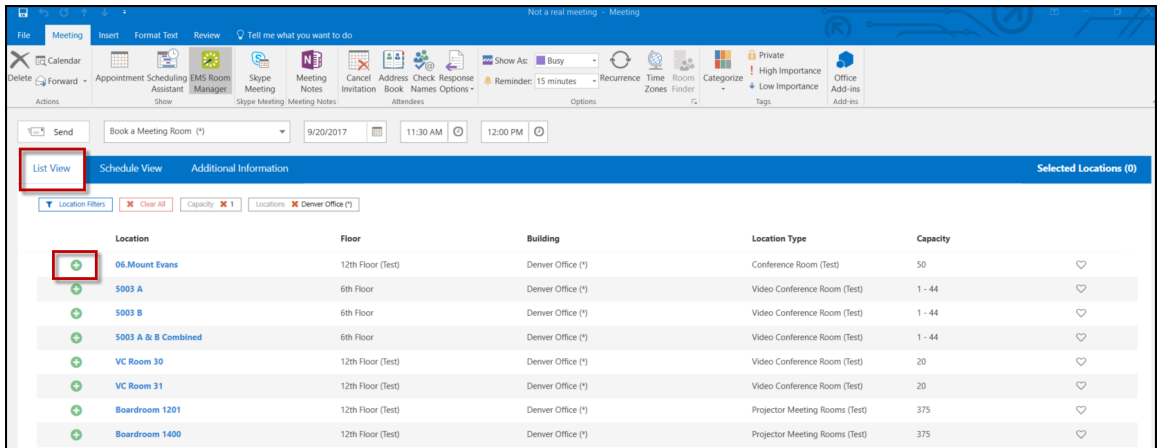 Not a real meeting - Meeting
File Meeting Insert Format Text Review Tell me what you want to do
Calendar
Forward
Delete
Actions
Appointment Scheduling Assistant EMS Room Manager
Show
Skype Meeting
Skype Meeting
Meeting Notes
Meeting Notes
Cancel Invitation Address Book Check Names Response Options
Attendees
Show As: Busy
Reminder: 15 minutes
Recurrence Time Zones Room Finder
Options
Categorize
Private
High Importance
Low Importance
Tags
Office Add-ins
Add-ins
Send Book a Meeting Room (*) 9/20/2017 11:30 AM 12:00 PM
List View Schedule View Additional Information Selected Locations (0)
Location Filters Clear All Capacity 1 Locations Denver Office (*)
Location Floor Building Location Type Capacity
06.Mount Evans 12th Floor (Test) Denver Office (*) Conference Room (Test) 50
5003 A 6th Floor Denver Office (*) Video Conference Room (Test) 1 - 44
5003 B 6th Floor Denver Office (*) Video Conference Room (Test) 1 - 44
5003 A & B Combined 6th Floor Denver Office (*) Video Conference Room (Test) 1 - 44
VC Room 30 12th Floor (Test) Denver Office (*) Video Conference Room (Test) 20
VC Room 31 12th Floor (Test) Denver Office (*) Video Conference Room (Test) 20
Boardroom 1201 12th Floor (Test) Denver Office (*) Projector Meeting Rooms (Test) 375
Boardroom 1400 12th Floor (Test) Denver Office (*) Projector Meeting Rooms (Test) 375